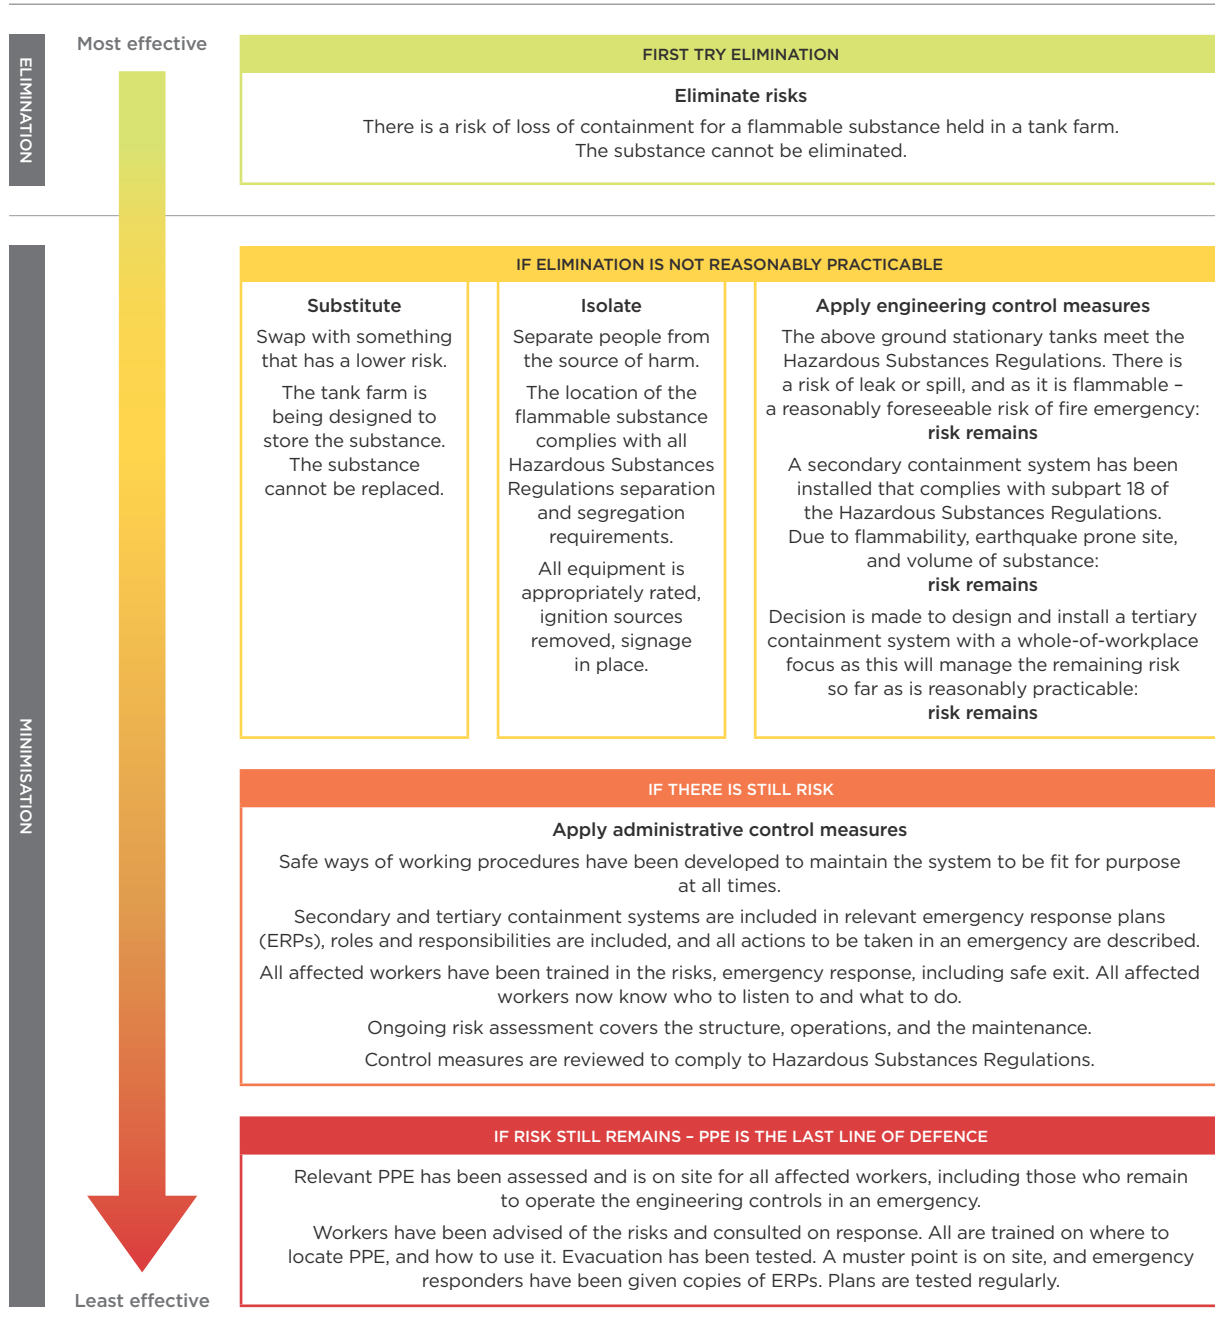 ELIMINATION
Most effective
FIRST TRY ELIMINATION
Eliminate risks
There is a risk of loss of containment for a flammable substance held in a tank farm.
The substance cannot be eliminated.
MINIMISATION
IF ELIMINATION IS NOT REASONABLY PRACTICABLE
Substitute
Swap with something
that has a lower risk.
The tank farm is
being designed to
store the substance.
The substance
cannot be replaced.
Isolate
Separate people from
the source of harm.
The location of the
flammable substance
complies with all
Hazardous Substances
Regulations separation
and segregation
requirements.
All equipment is
appropriately rated,
ignition sources
removed, signage
in place.
Apply engineering control measures
The above ground stationary tanks meet the
Hazardous Substances Regulations. There is
a risk of leak or spill, and as it is flammable –
a reasonably foreseeable risk of fire emergency:
risk remains
A secondary containment system has been
installed that complies with subpart 18 of
the Hazardous Substances Regulations.
Due to flammability, earthquake prone site,
and volume of substance:
risk remains
Decision is made to design and install a tertiary
containment system with a whole-of-workplace
focus as this will manage the remaining risk
so far as is reasonably practicable:
risk remains
IF THERE IS STILL RISK
Apply administrative control measures
Safe ways of working procedures have been developed to maintain the system to be fit for purpose
at all times.
Secondary and tertiary containment systems are included in relevant emergency response plans
(ERPs), roles and responsibilities are included, and all actions to be taken in an emergency are described.
All affected workers have been trained in the risks, emergency response, including safe exit. All affected
workers now know who to listen to and what to do.
Ongoing risk assessment covers the structure, operations, and the maintenance.
Control measures are reviewed to comply to Hazardous Substances Regulations.
IF RISK STILL REMAINS – PPE IS THE LAST LINE OF DEFENCE
Relevant PPE has been assessed and is on site for all affected workers, including those who remain
to operate the engineering controls in an emergency.
Workers have been advised of the risks and consulted on response. All are trained on where to
locate PPE, and how to use it. Evacuation has been tested. A muster point is on site, and emergency
responders have been given copies of ERPs. Plans are tested regularly.
Least effective